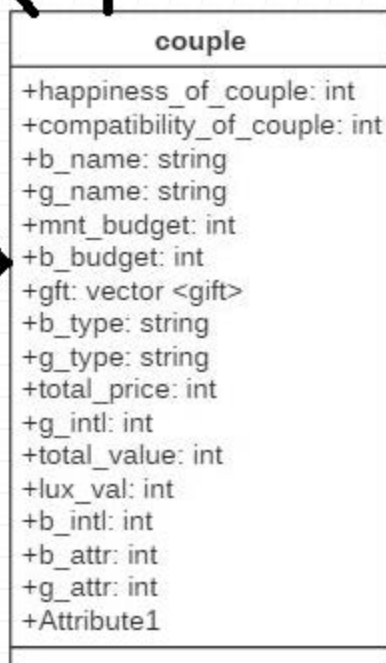 couple
+happiness_of_couple: int
+compatibility_of_couple: int
+b_name: string
+g_name: string
+mnt_budget: int
+b_budget: int
+gft: vector <gift>
+b_type: string
+g_type: string
+total_price: int
+g_intl: int
+total_value: int
+lux_val: int
+b_intl: int
+b_attr: int
+g_attr: int
+Attribute1